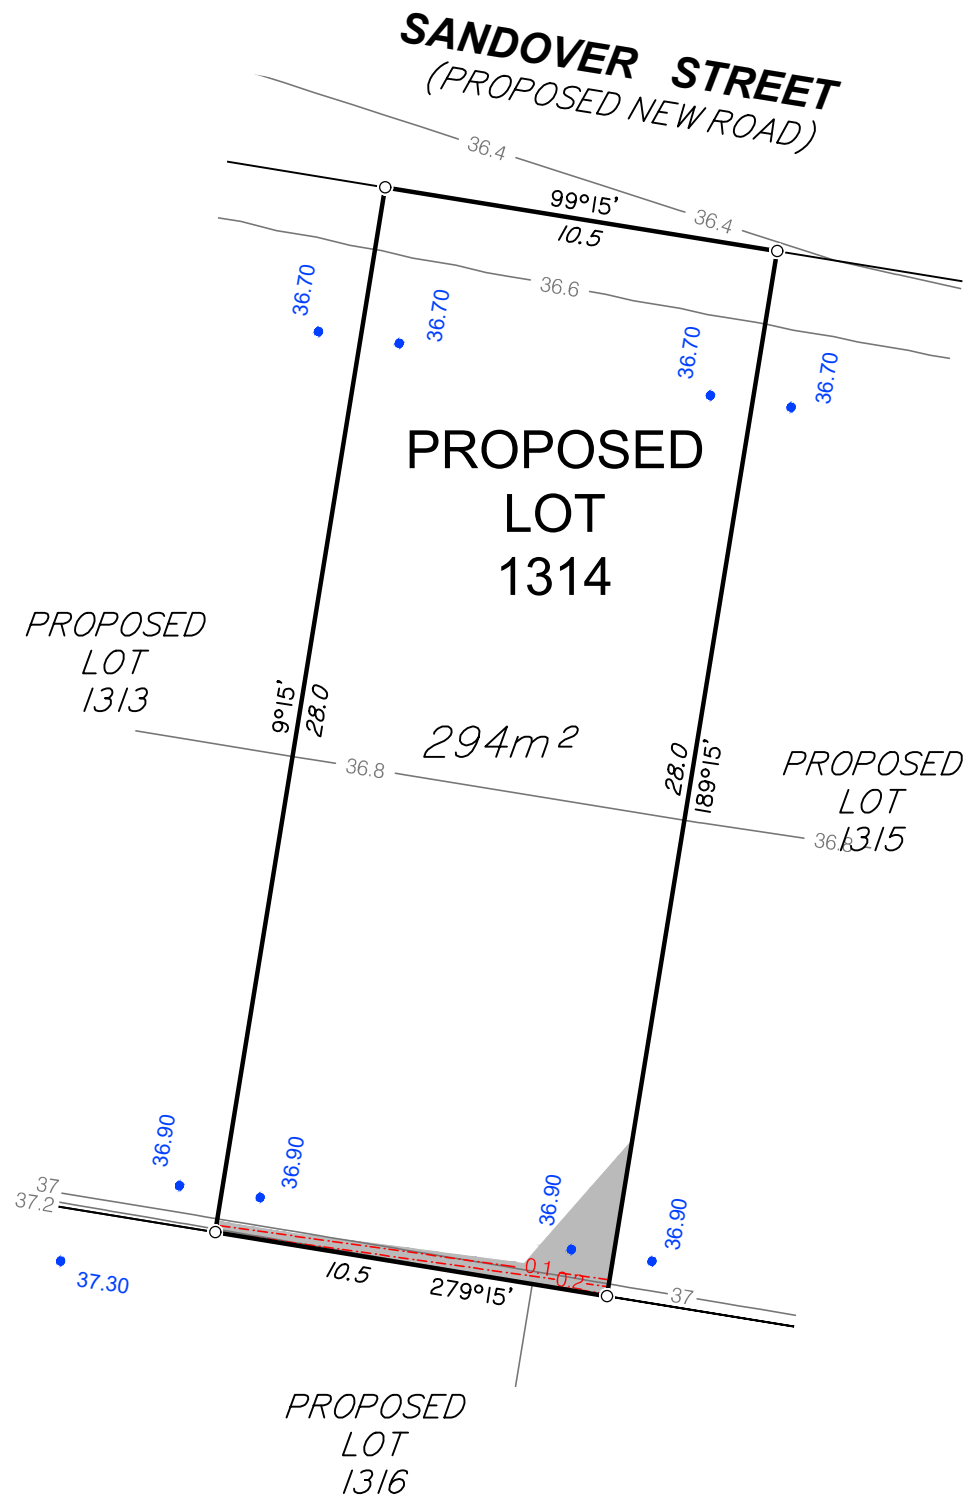 SANDOVER STREET
(PROPOSED NEW ROAD)
36.4
36.4
99°15'
10.5
36.6
36.70
36.70
36.70
36.70
PROPOSED
LOT
1314
PROPOSED
LOT
1313
9°15'
28.0
294m²
28.0
189°15'
PROPOSED
LOT
1315
36.8
36.8
36.90
36.90
36.90
36.90
37
37.2
0.1
0.2
10.5
279°15'
37
37.30
PROPOSED
LOT
1316